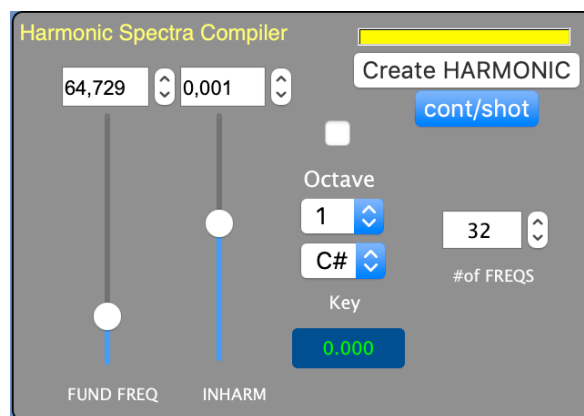 Harmonic Spectra Compiler
Create HARMONIC
64,729
0,001
cont/shot
Octave
1
C#
Key
32
#of FREQS
0.000
FUND FREQ
INHARM